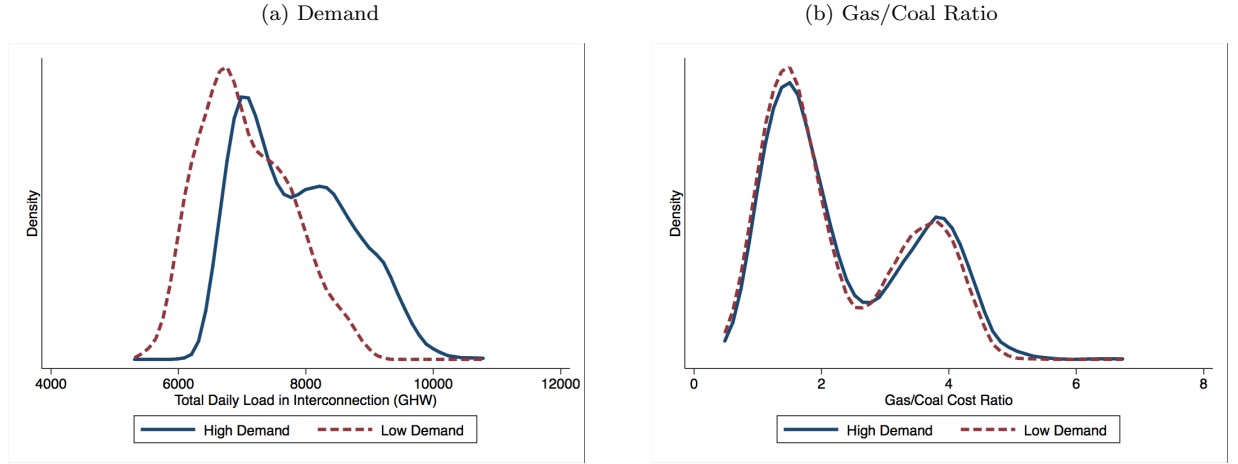 (a) Demand
Density
4000 6000 8000 10000 12000
Total Daily Load in Interconnection (GHW)
High Demand Low Demand
(b) Gas/Coal Ratio
Density
0 2 4 6 8
Gas/Coal Cost Ratio
High Demand Low Demand